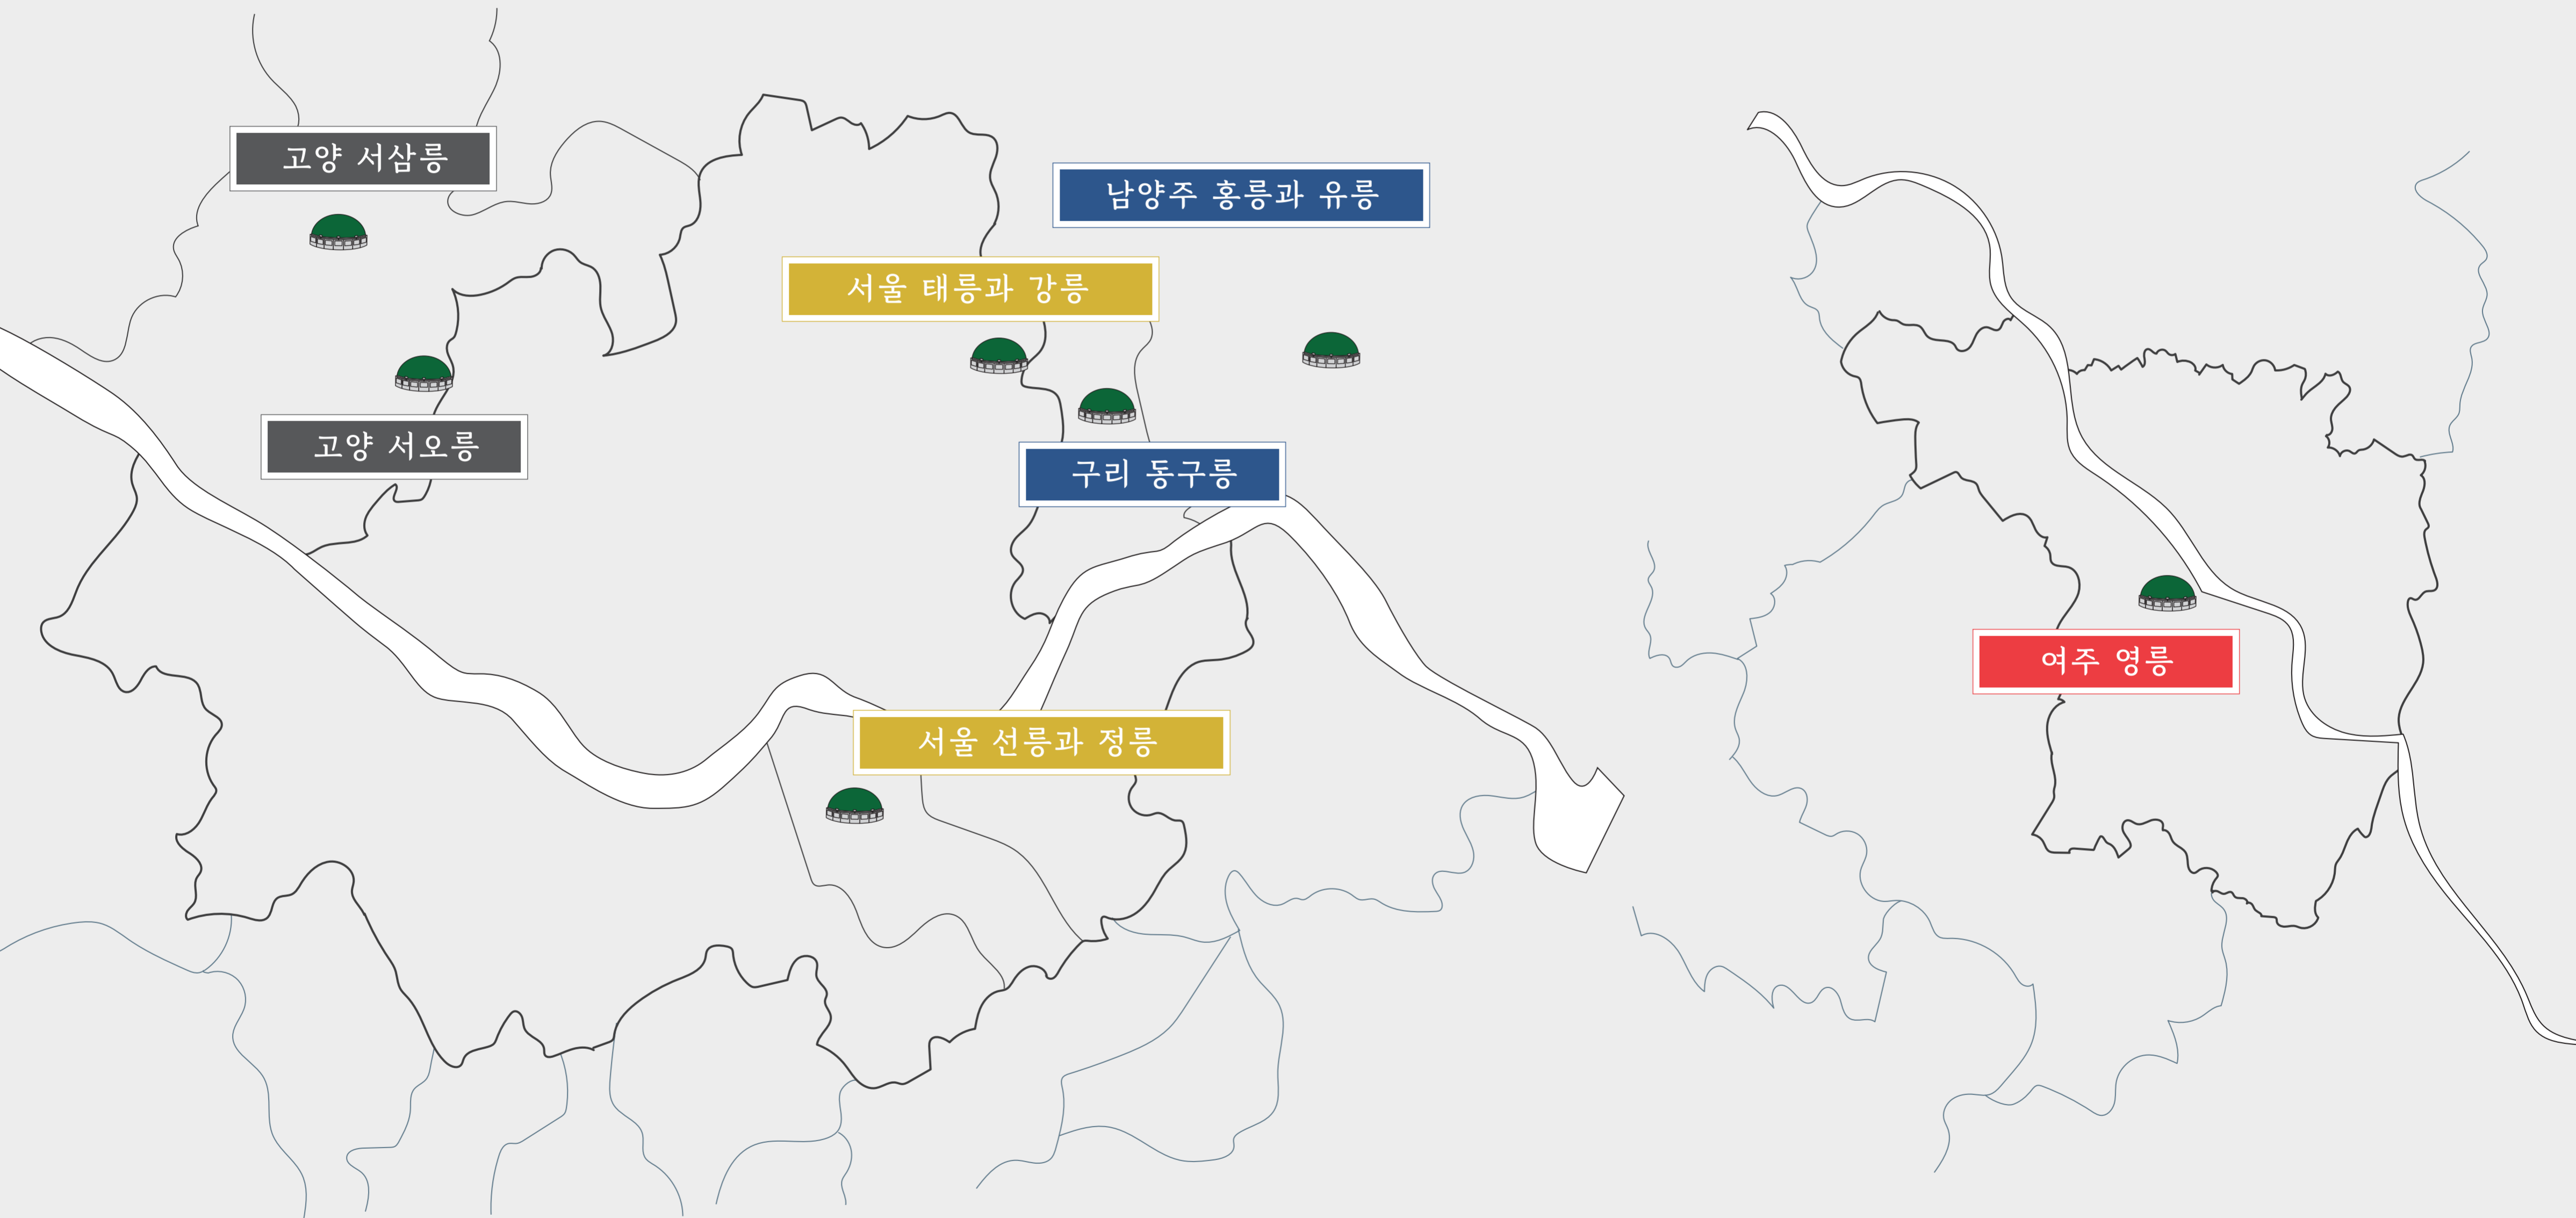 고양 서삼릉
남양주 홍릉과 유릉
서울 태릉과 강릉
고양 서오릉
구리 동구릉
여주 영릉
서울 선릉과 정릉